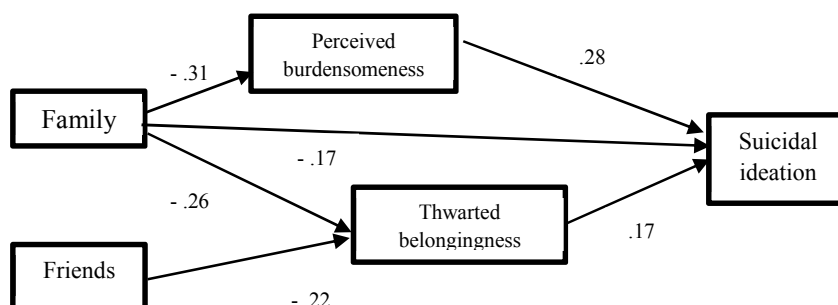 Perceived
burdensomeness
.28
- .31
Family
Suicidal
ideation
- .17
- .26
Thwarted
belongingness
.17
Friends
- .22